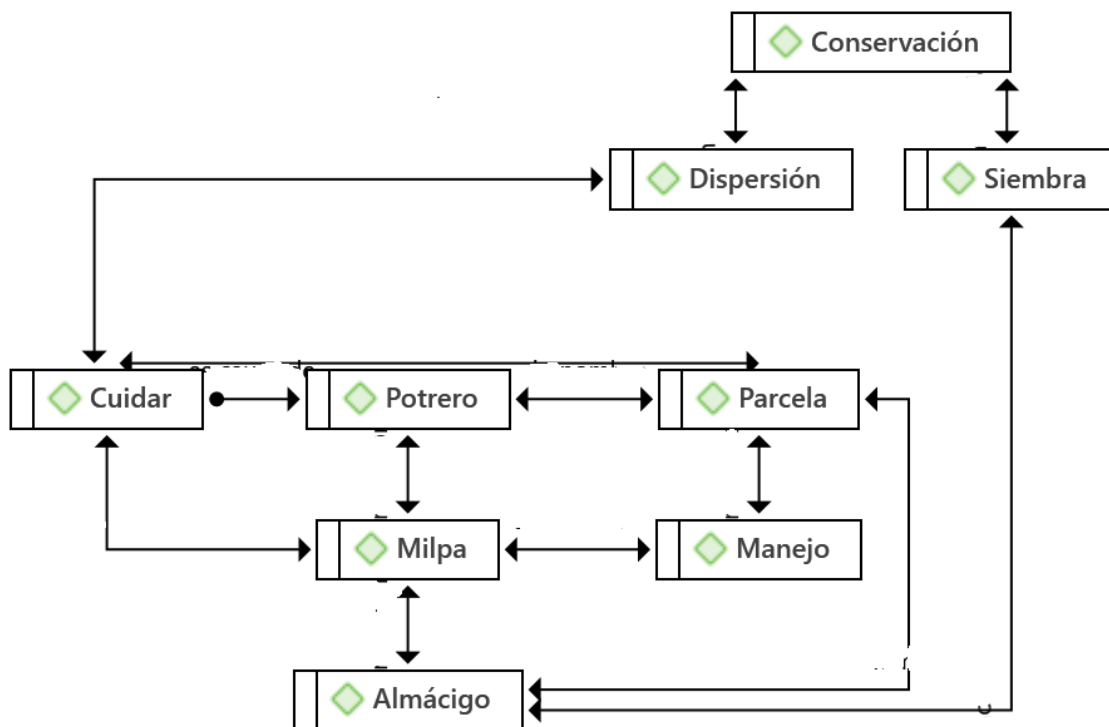 Conservación
Dispersión
Siembra
Cuidar
Potrero
Parcela
Milpa
Manejo
Almácigo